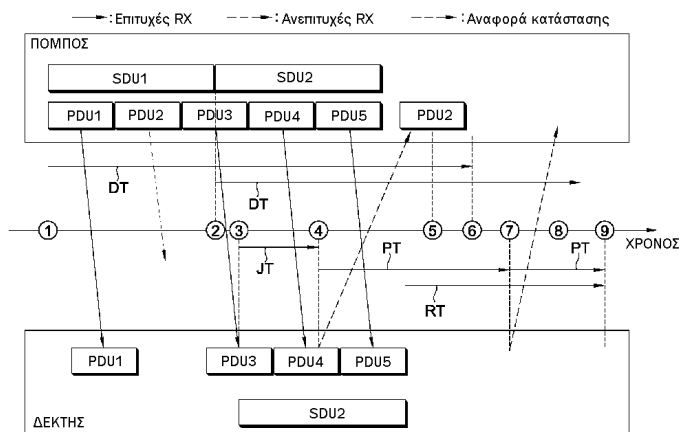 : Επιτυχές RX : Ανεπιτυχές RX : Αναφορά κατάστασης
ΠΟΜΠΟΣ
SDU1 SDU2
PDU1 PDU2 PDU3 PDU4 PDU5 PDU2
DT
DT
1 2 3 4 5 6 7 8 9
ΧΡΟΝΟΣ
JT PT PT
RT
PDU1 PDU3 PDU4 PDU5
SDU2
ΔΕΚΤΗΣ